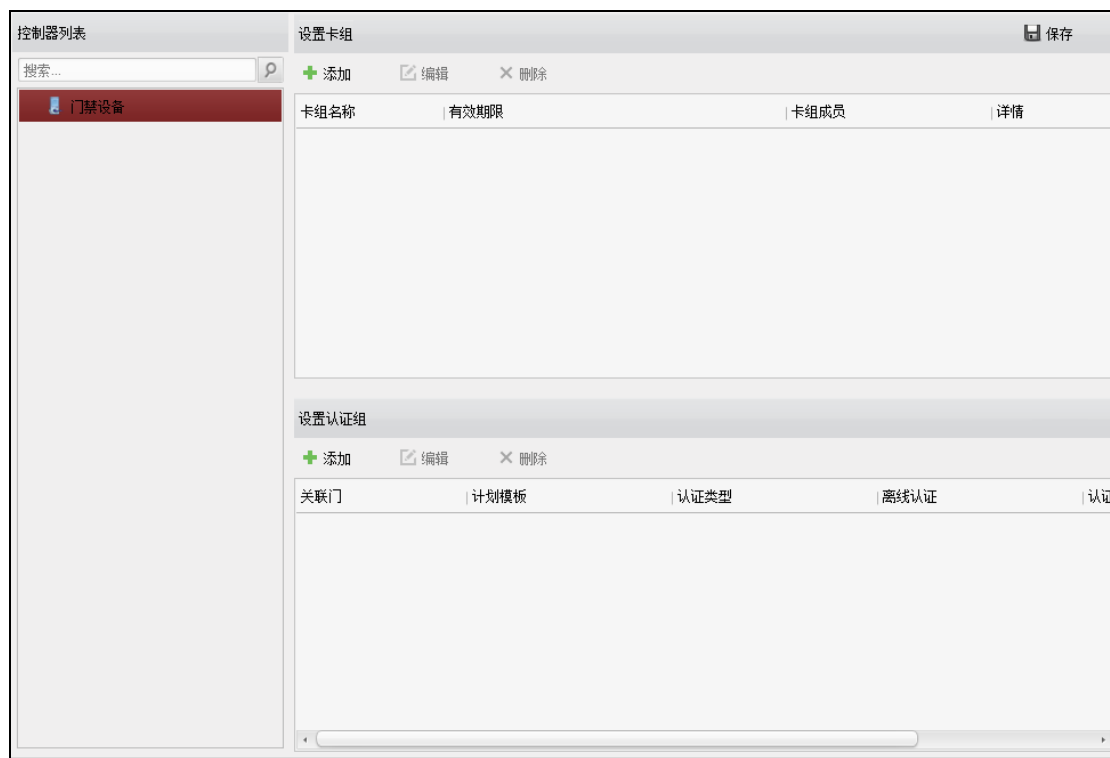 控制器列表
搜索...
门禁设备
设置卡组
保存
添加 编辑 删除
卡组名称 有效期限 卡组成员 详情
设置认证组
添加 编辑 删除
关联门 计划模板 认证类型 离线认证 认证